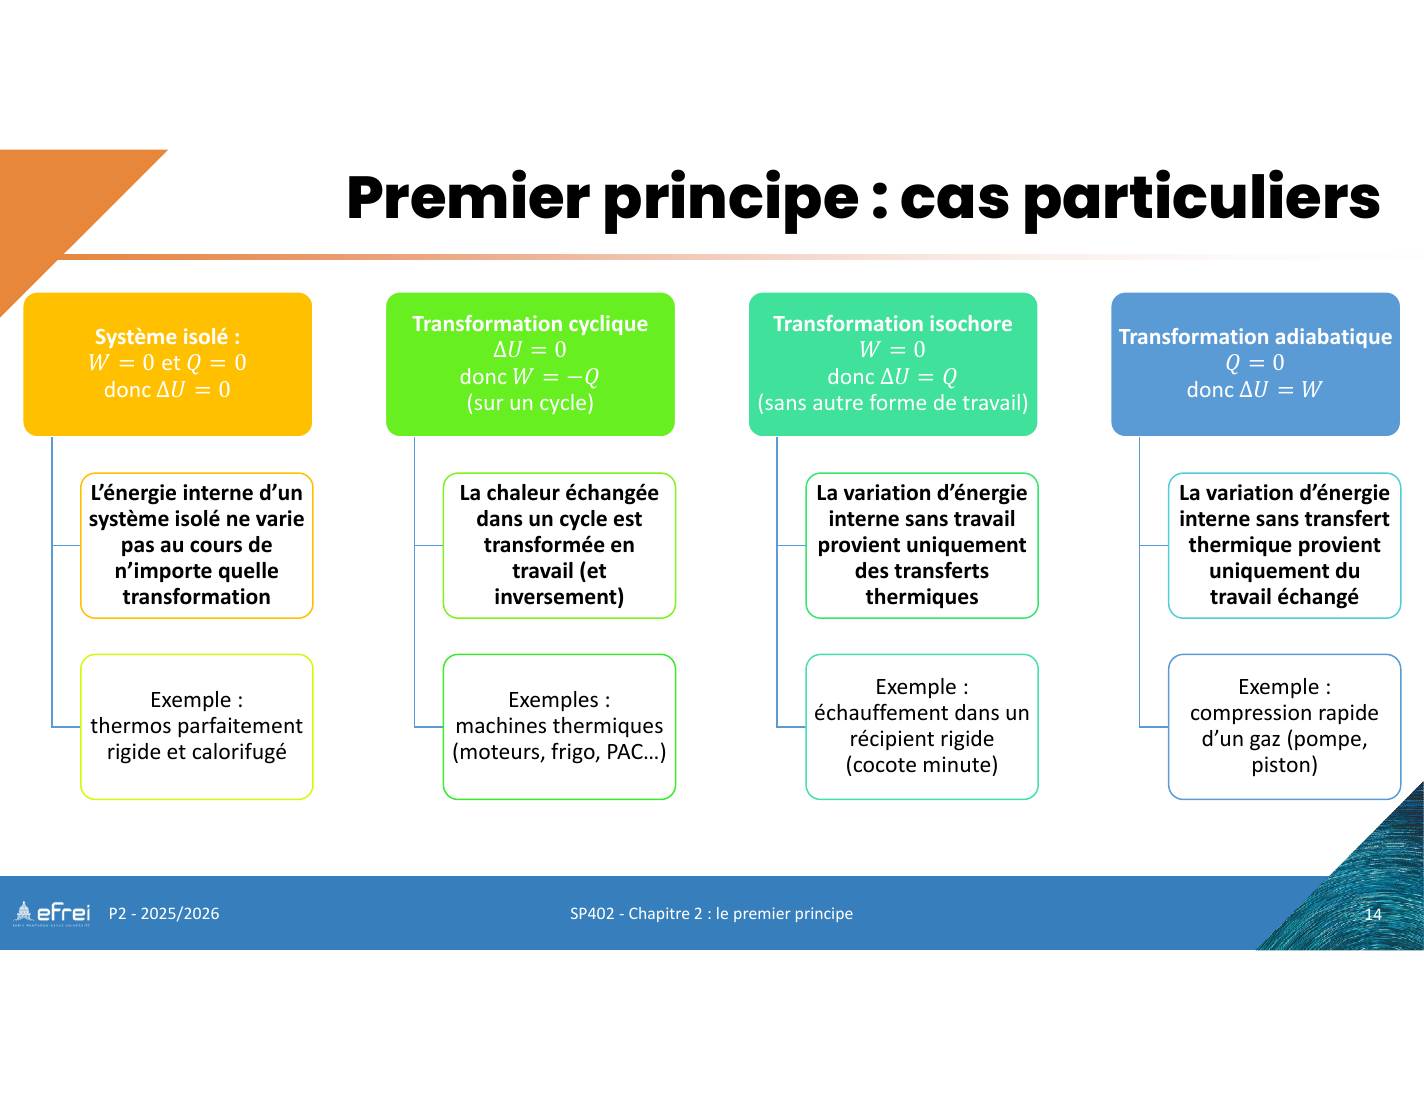 Premier principe : cas particuliers
Système isolé :
W = 0 et Q = 0
donc ΔU = 0
L’énergie interne d’un
système isolé ne varie
pas au cours de
n’importe quelle
transformation
Exemple :
thermos parfaitement
rigide et calorifugé
Transformation cyclique
ΔU = 0
donc W = −Q
(sur un cycle)
La chaleur échangée
dans un cycle est
transformée en
travail (et
inversement)
Exemples :
machines thermiques
(moteurs, frigo, PAC…)
Transformation isochore
W = 0
donc ΔU = Q
(sans autre forme de travail)
La variation d’énergie
interne sans travail
provient uniquement
des transferts
thermiques
Exemple :
échauffement dans un
récipient rigide
(cocote minute)
Transformation adiabatique
Q = 0
donc ΔU = W
La variation d’énergie
interne sans transfert
thermique provient
uniquement du
travail échangé
Exemple :
compression rapide
d’un gaz (pompe,
piston)
efrei
P2 - 2025/2026
SP402 - Chapitre 2 : le premier principe
14